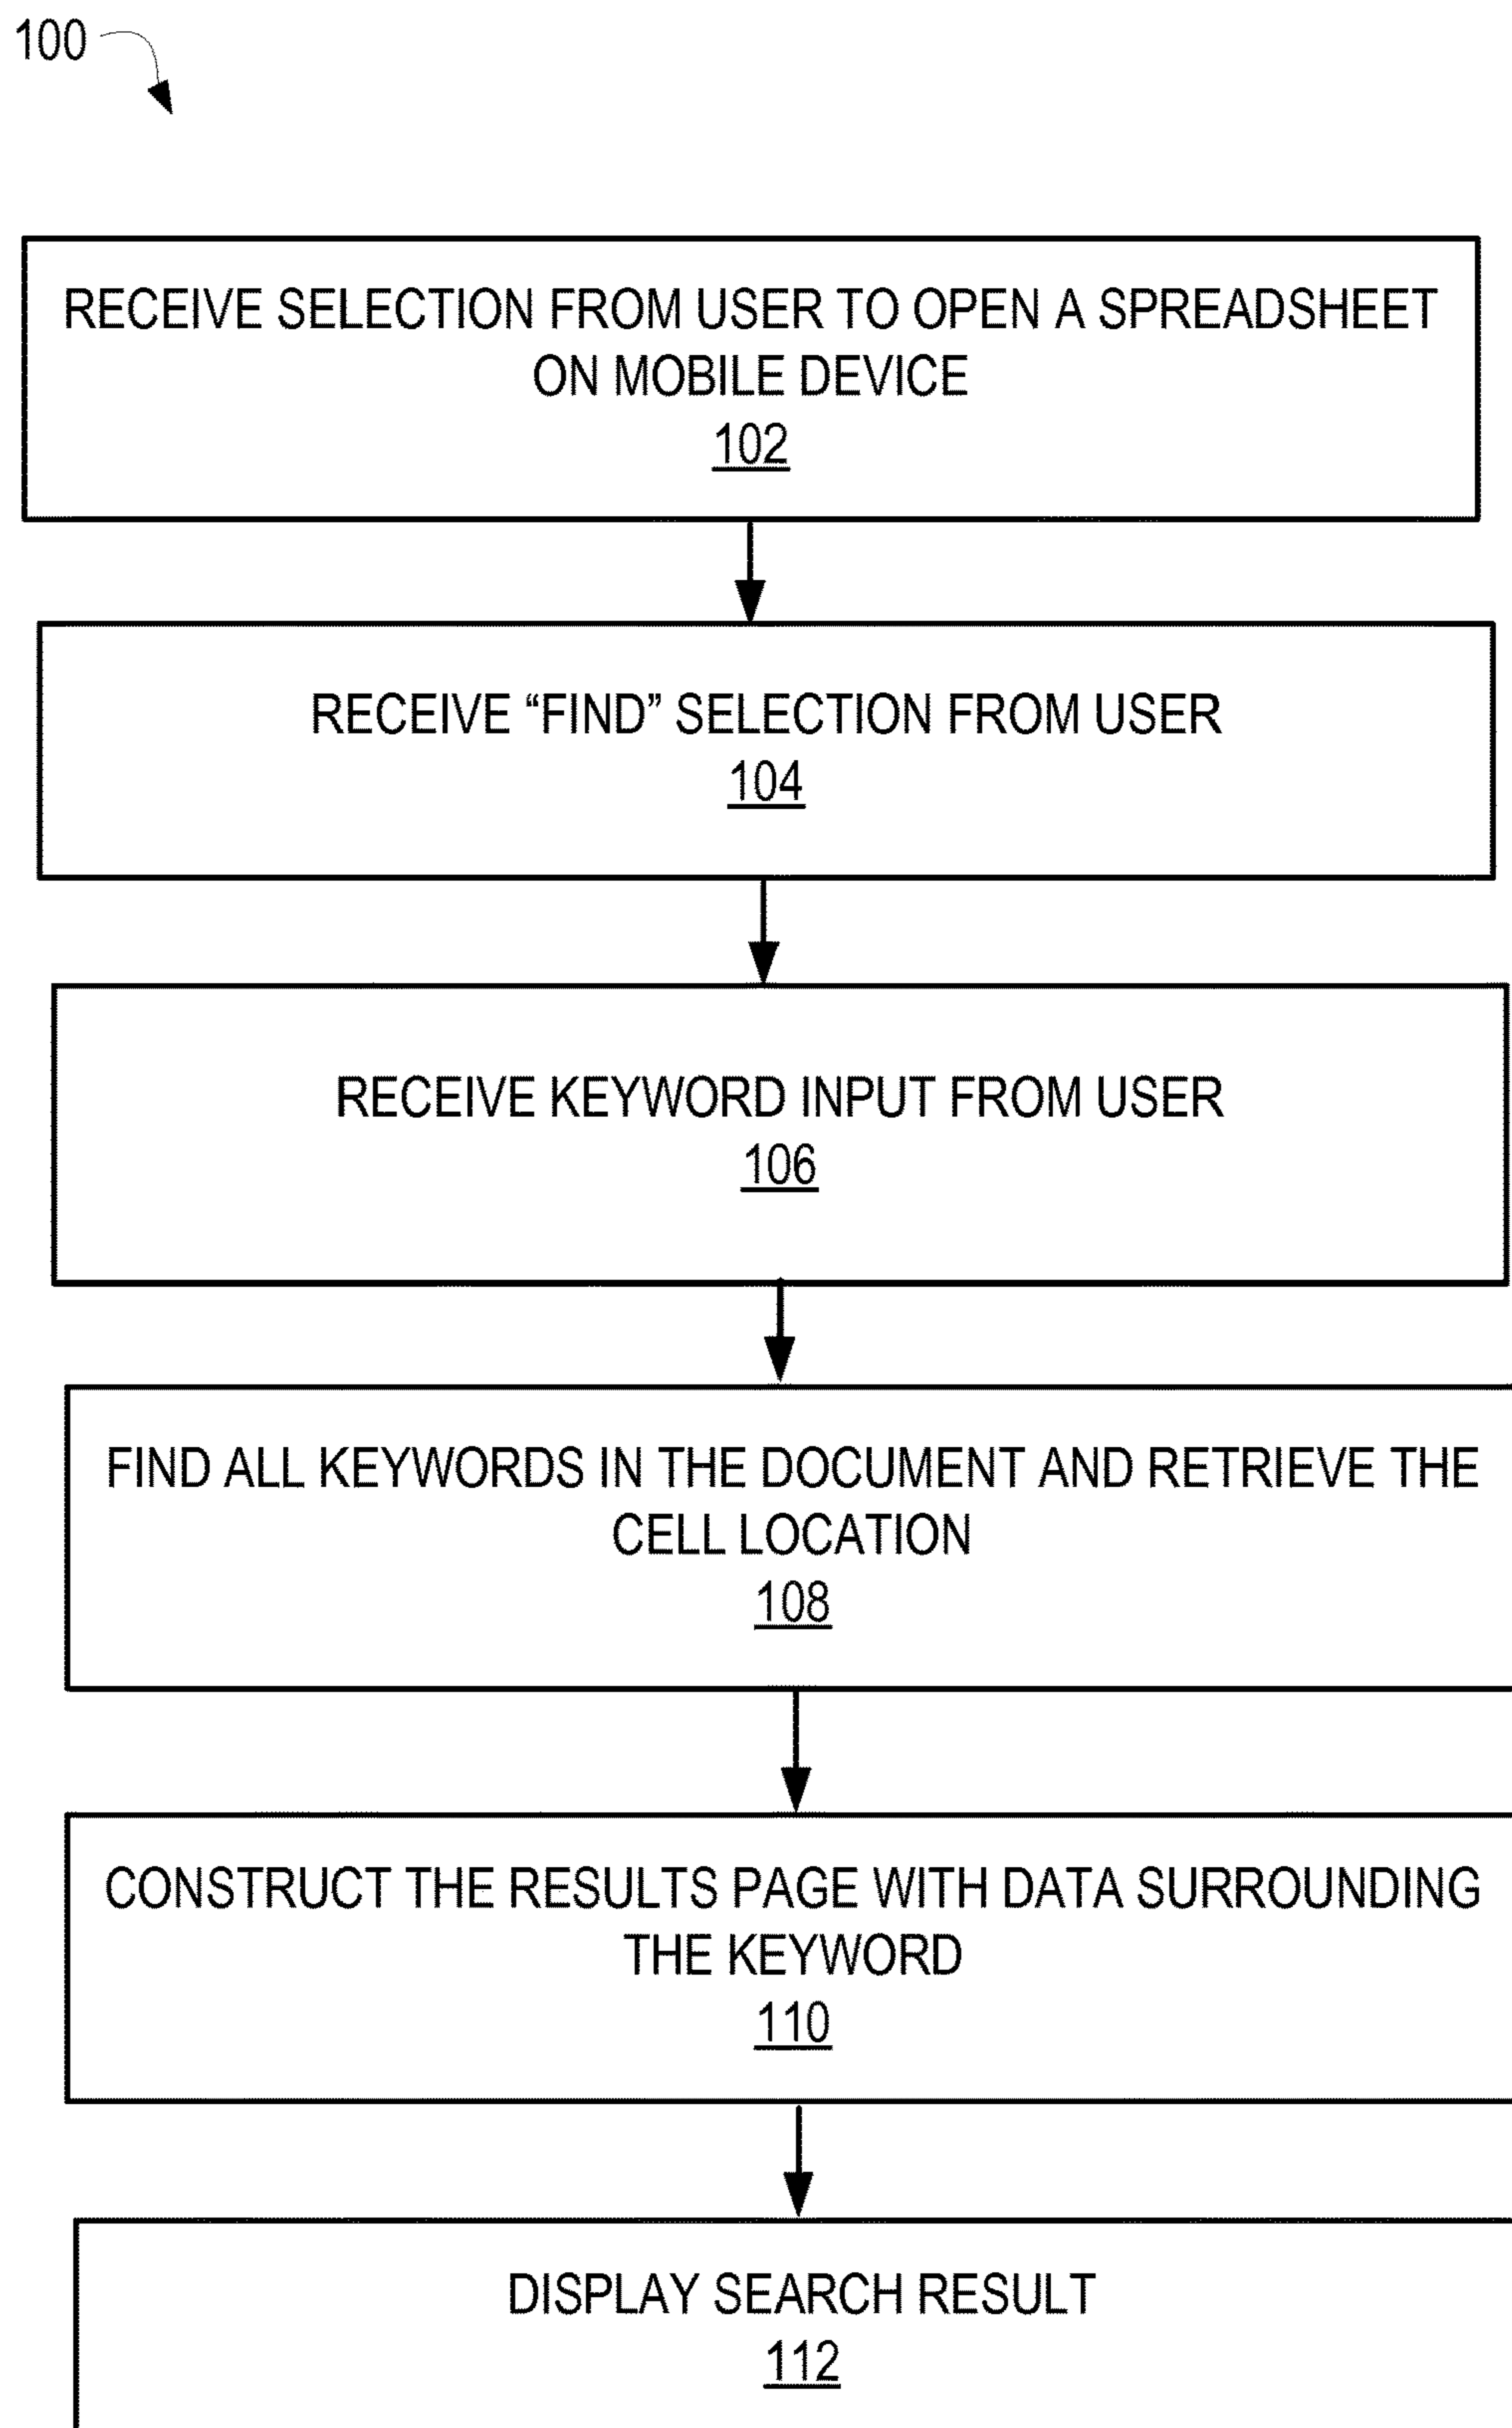 100
RECEIVE SELECTION FROM USER TO OPEN A SPREADSHEET
ON MOBILE DEVICE
102
RECEIVE “FIND” SELECTION FROM USER
104
RECEIVE KEYWORD INPUT FROM USER
106
FIND ALL KEYWORDS IN THE DOCUMENT AND RETRIEVE THE
CELL LOCATION
108
CONSTRUCT THE RESULTS PAGE WITH DATA SURROUNDING
THE KEYWORD
110
DISPLAY SEARCH RESULT
112